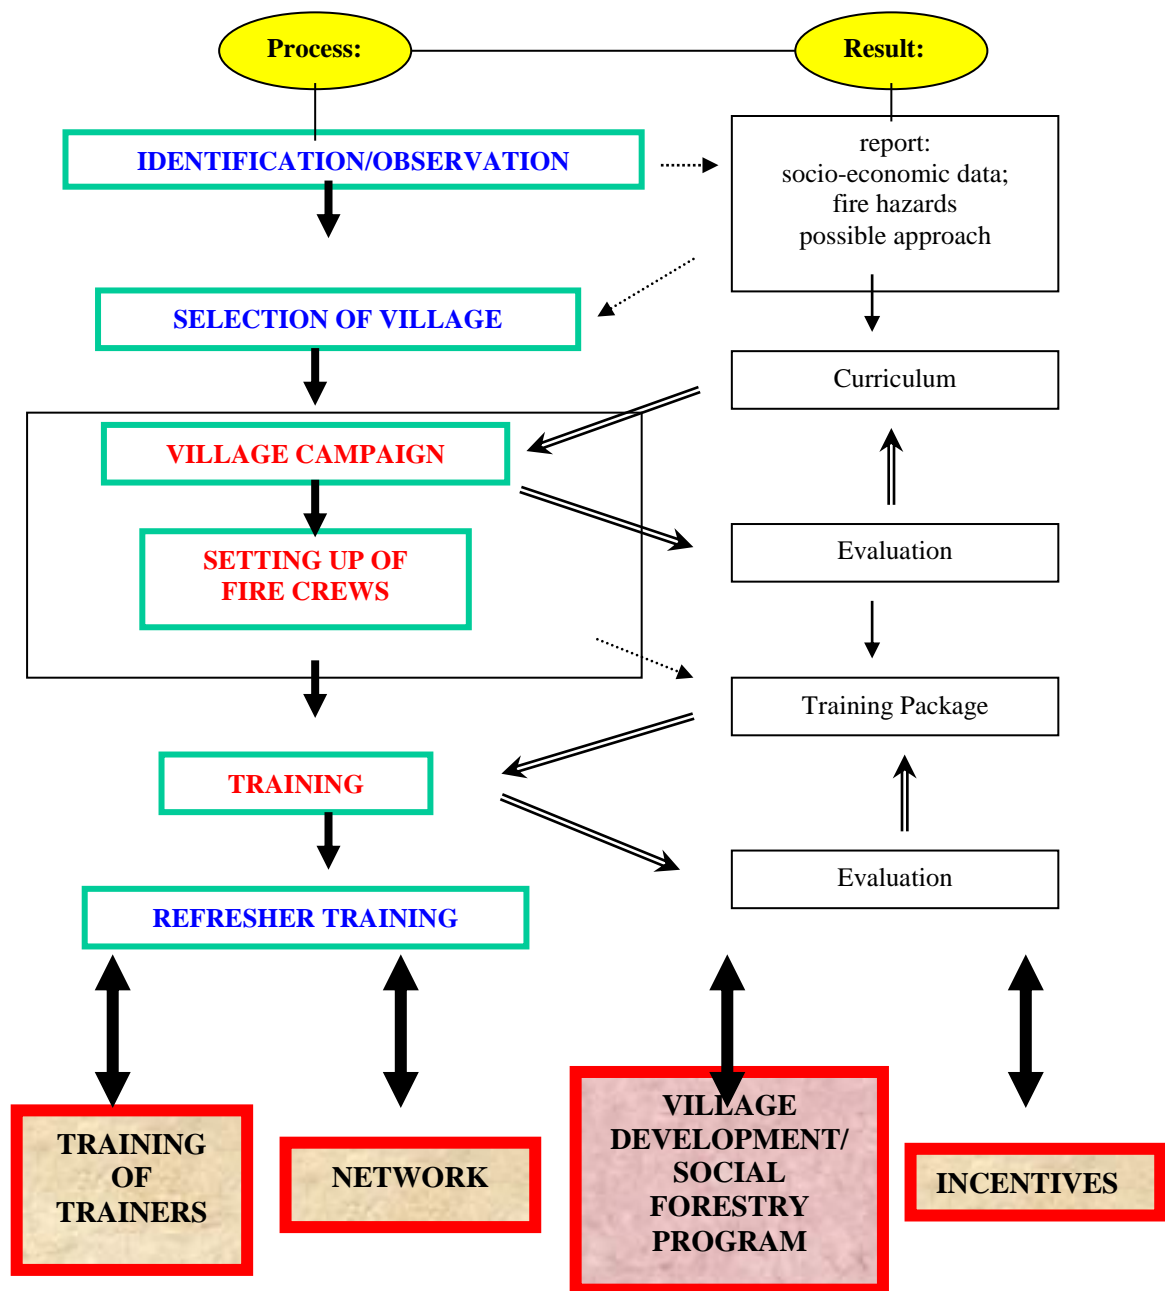 Process:
Result:
IDENTIFICATION/OBSERVATION
report:
socio-economic data;
fire hazards
possible approach
SELECTION OF VILLAGE
Curriculum
VILLAGE CAMPAIGN
SETTING UP OF
FIRE CREWS
Evaluation
Training Package
TRAINING
Evaluation
REFRESHER TRAINING
TRAINING
OF
TRAINERS
NETWORK
VILLAGE
DEVELOPMENT/
SOCIAL
FORESTRY
PROGRAM
INCENTIVES